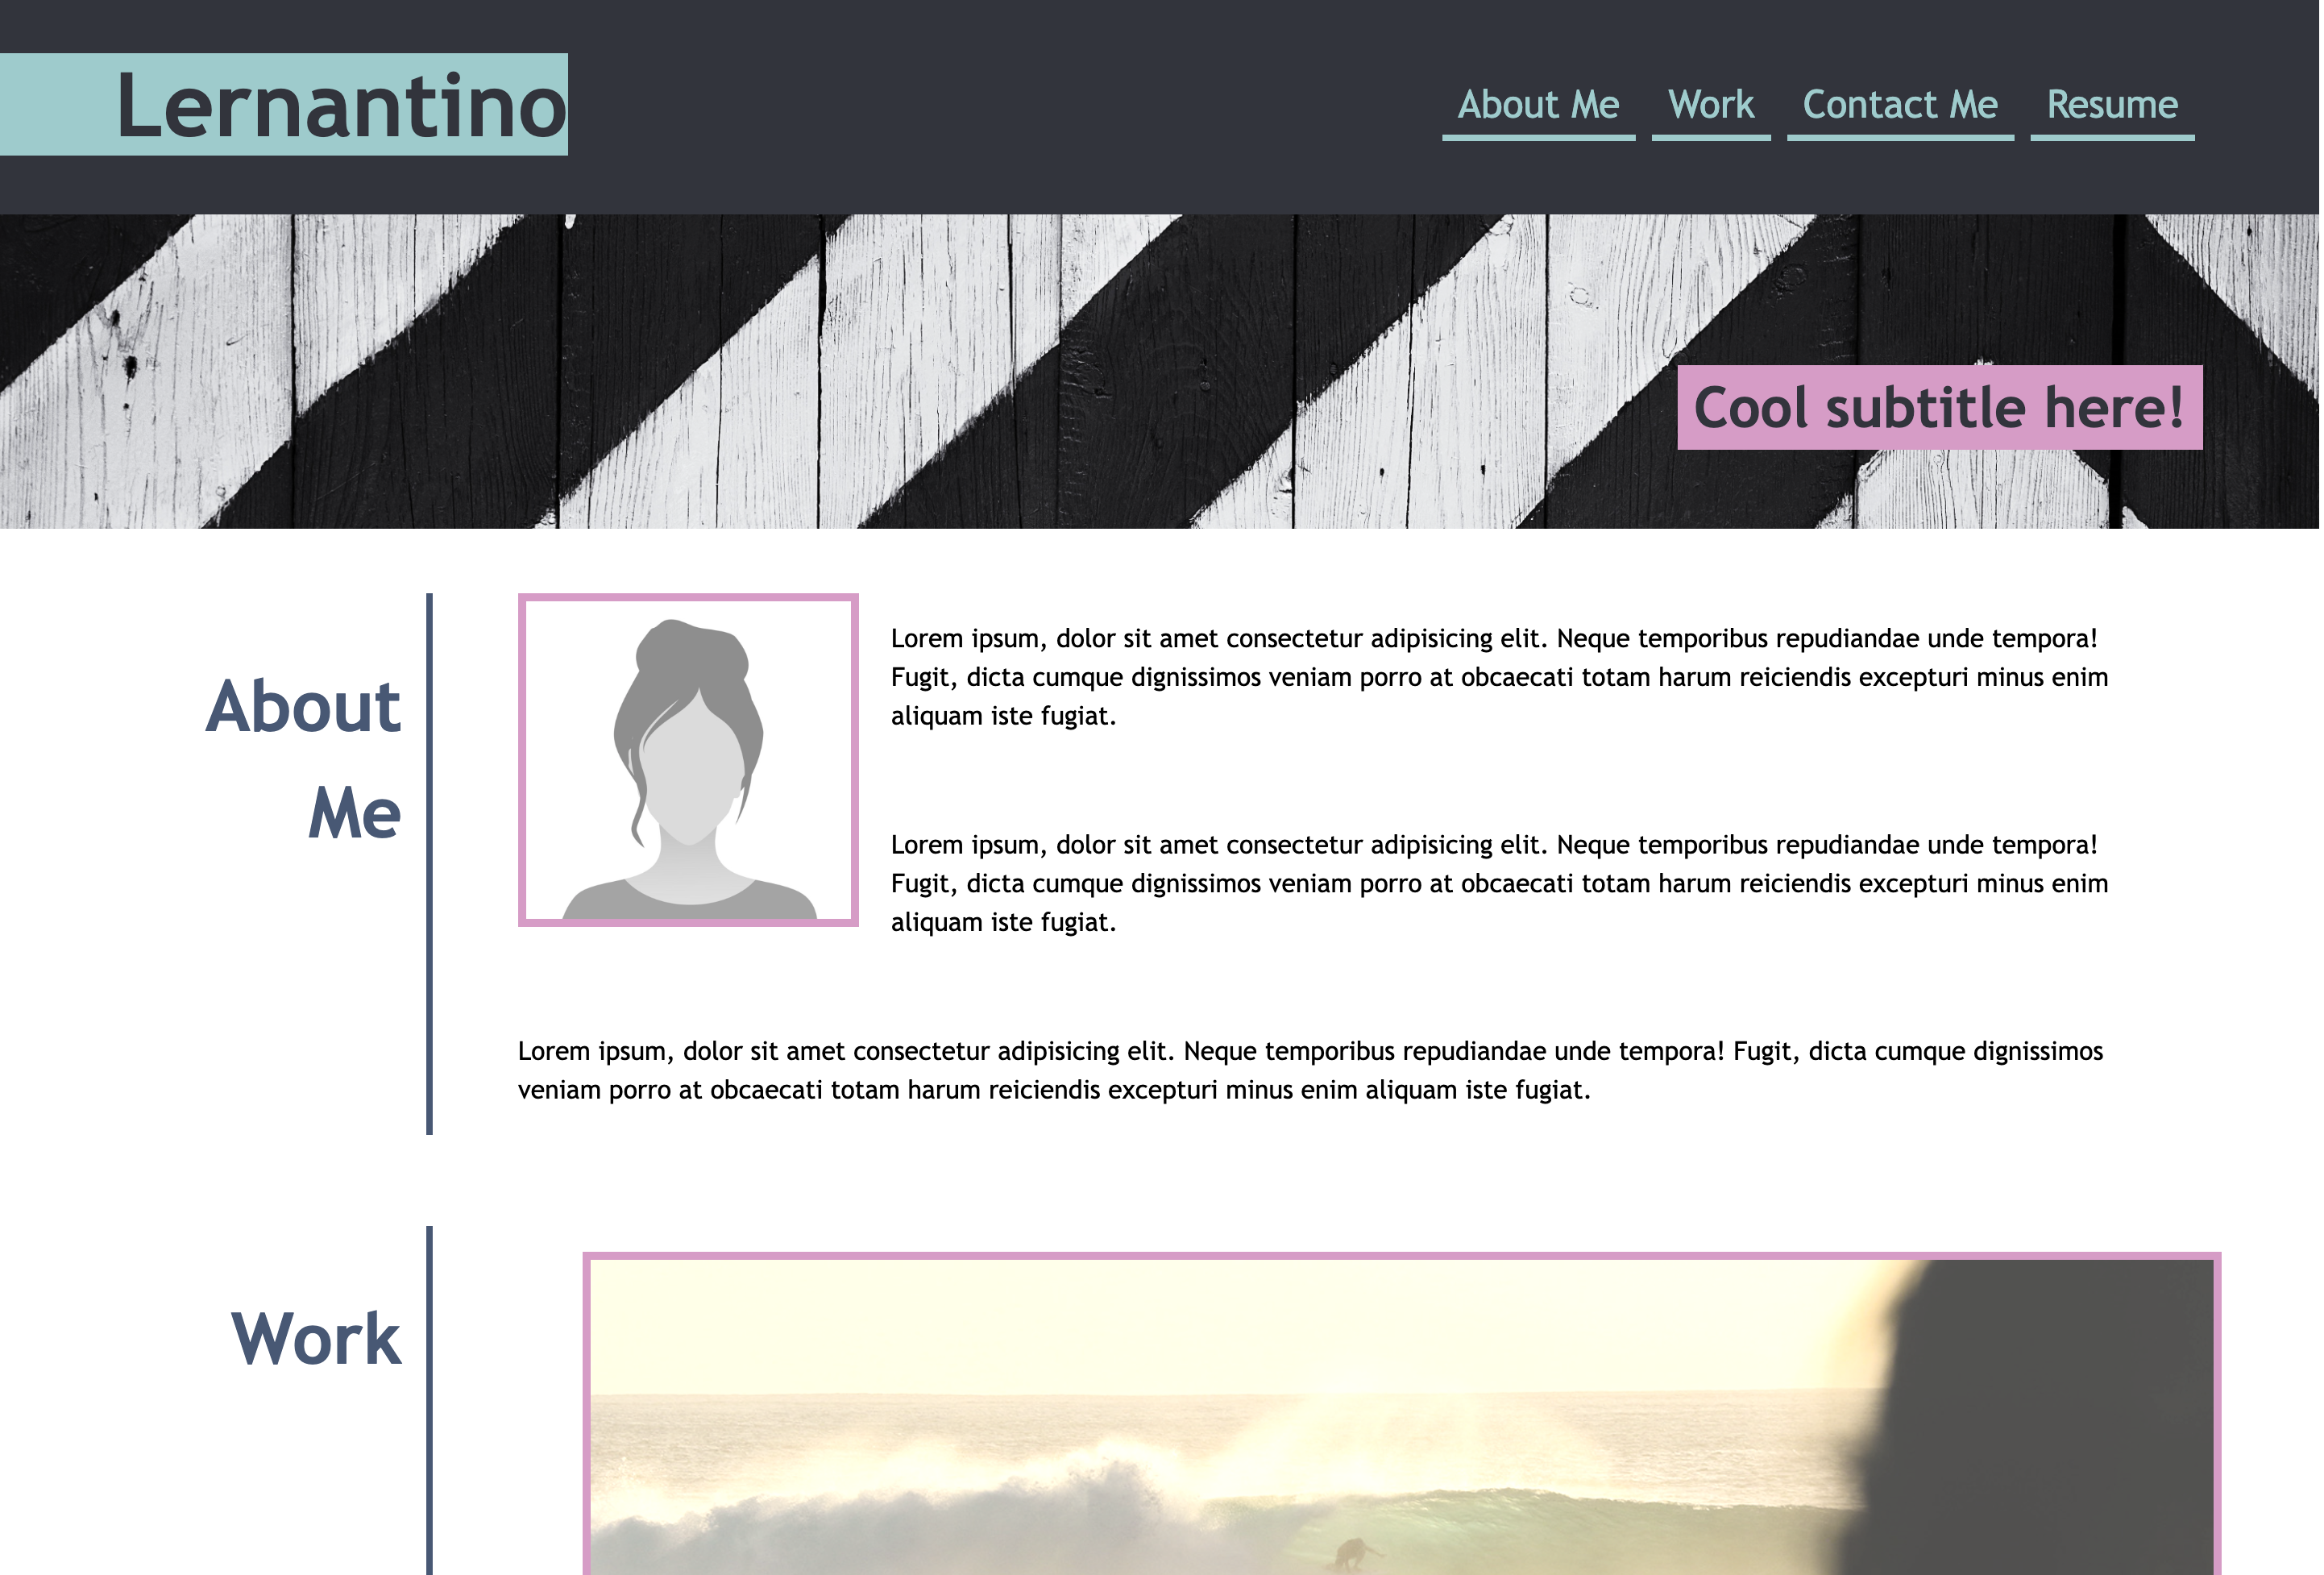 Lernantino
About Me Work Contact Me Resume
Cool subtitle here!
About
Me
Lorem ipsum, dolor sit amet consectetur adipisicing elit. Neque temporibus repudiandae unde tempora!
Fugit, dicta cumque dignissimos veniam porro at obcaecati totam harum reiciendis excepturi minus enim
aliquam iste fugiat.
Lorem ipsum, dolor sit amet consectetur adipisicing elit. Neque temporibus repudiandae unde tempora!
Fugit, dicta cumque dignissimos veniam porro at obcaecati totam harum reiciendis excepturi minus enim
aliquam iste fugiat.
Lorem ipsum, dolor sit amet consectetur adipisicing elit. Neque temporibus repudiandae unde tempora! Fugit, dicta cumque dignissimos
veniam porro at obcaecati totam harum reiciendis excepturi minus enim aliquam iste fugiat.
Work